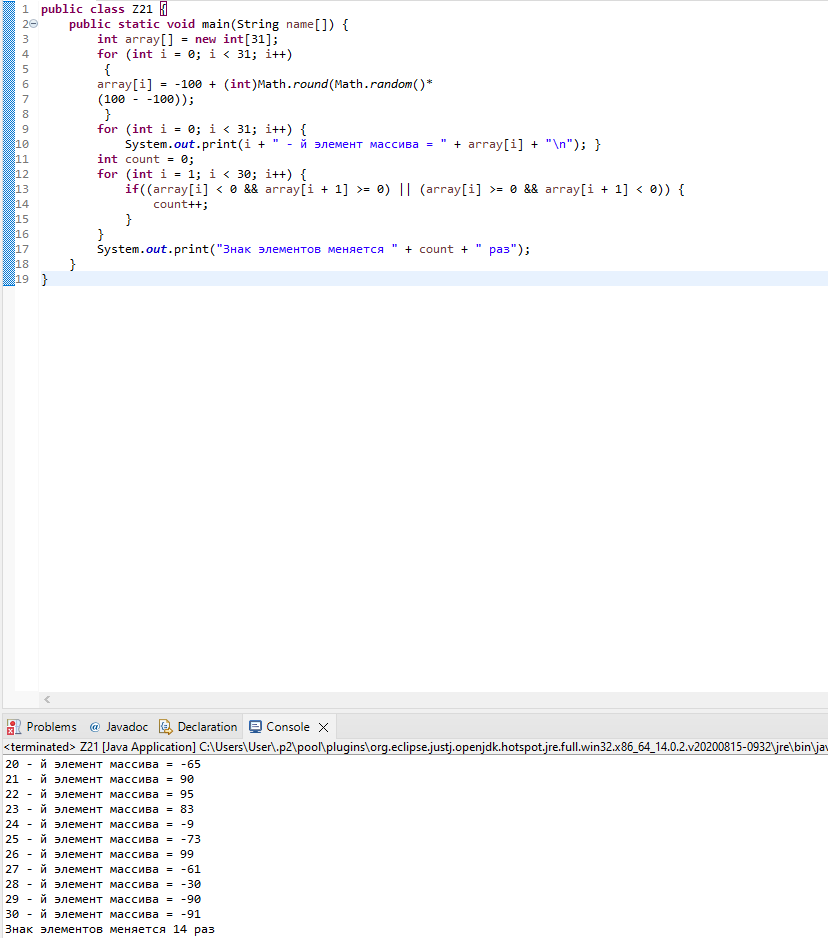 1 public class Z21 {
2 public static void main(String name[]) {
3 int array[] = new int[31];
4 for (int i = 0; i < 31; i++)
5 {
6 array[i] = -100 + (int)Math.round(Math.random()*
7 (100 - -100));
8 }
9 for (int i = 0; i < 31; i++) {
10 System.out.print(i + " - й элемент массива = " + array[i] + "\n"); }
11 int count = 0;
12 for (int i = 1; i < 30; i++) {
13 if((array[i] < 0 && array[i + 1] >= 0) || (array[i] >= 0 && array[i + 1] < 0)) {
14 count++;
15 }
16 }
17 System.out.print("Знак элементов меняется " + count + " раз");
18 }
19 }
Problems @ Javadoc Declaration Console
<terminated> Z21 [Java Application] C:\Users\User\.p2\pool\plugins\org.eclipse.justj.openjdk.hotspot.jre.full.win32.x86_64_14.0.2.v20200815-0932\jre\bin\jav
20 - й элемент массива = -65
21 - й элемент массива = 90
22 - й элемент массива = 95
23 - й элемент массива = 83
24 - й элемент массива = -9
25 - й элемент массива = -73
26 - й элемент массива = 99
27 - й элемент массива = -61
28 - й элемент массива = -30
29 - й элемент массива = -90
30 - й элемент массива = -91
Знак элементов меняется 14 раз